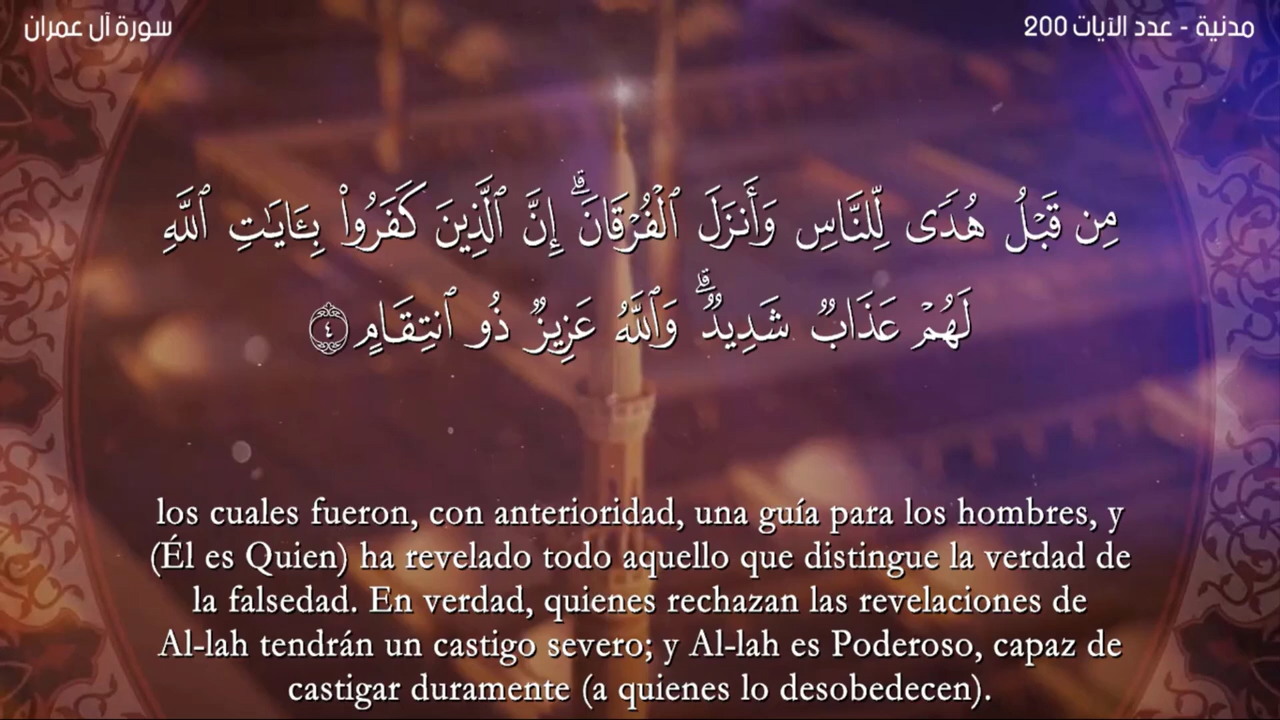 مدنية - عدد الآيات 200
سورة آل عمران
مِن قَبْلُ هُدًى لِّلنَّاسِ وَأَنزَلَ ٱلْفُرْقَانَ ۗ إِنَّ ٱلَّذِينَ كَفَرُوا۟ بِـَٔايَـٰتِ ٱللَّهِ
لَهُمْ عَذَابٌ شَدِيدٌ ۗ وَٱللَّهُ عَزِيزٌ ذُو ٱنتِقَامٍ ٤
los cuales fueron, con anterioridad, una guía para los hombres, y
(Él es Quien) ha revelado todo aquello que distingue la verdad de
la falsedad. En verdad, quienes rechazan las revelaciones de
Al-lah tendrán un castigo severo; y Al-lah es Poderoso, capaz de
castigar duramente (a quienes lo desobedecen).